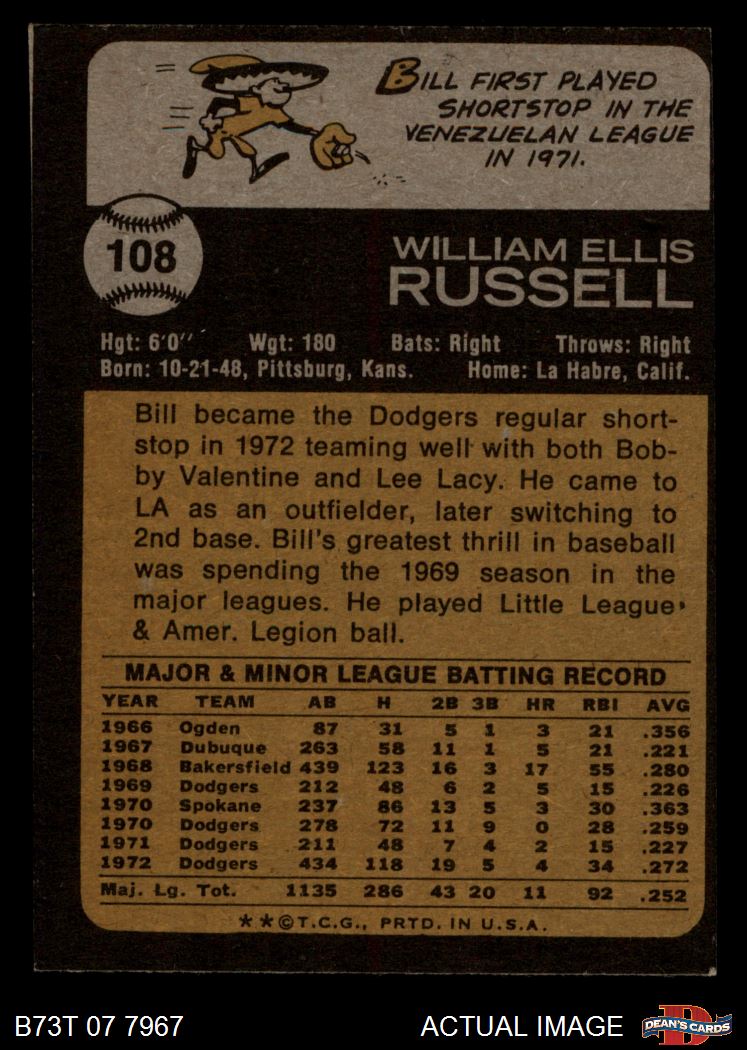 BILL FIRST PLAYED
SHORTSTOP IN THE
VENEZUELAN LEAGUE
IN 1971.
108
WILLIAM ELLIS
RUSSELL
Hgt: 6'0" Wgt: 180 Bats: Right Throws: Right
Born: 10-21-48, Pittsburg, Kans. Home: La Habre, Calif.
Bill became the Dodgers regular short-
stop in 1972 teaming well with both Bob-
by Valentine and Lee Lacy. He came to
LA as an outfielder, later switching to
2nd base. Bill's greatest thrill in baseball
was spending the 1969 season in the
major leagues. He played Little League
& Amer. Legion ball.
MAJOR & MINOR LEAGUE BATTING RECORD
YEAR TEAM AB H 2B 3B HR RBI AVG
1966 Ogden 87 31 5 1 3 21 .356
1967 Dubuque 263 58 11 1 5 21 .221
1968 Bakersfield 439 123 16 3 17 55 .280
1969 Dodgers 212 48 6 2 5 15 .226
1970 Spokane 237 86 13 5 3 30 .363
1970 Dodgers 278 72 11 9 0 28 .259
1971 Dodgers 211 48 7 4 2 15 .227
1972 Dodgers 434 118 19 5 4 34 .272
Maj. Lg. Tot. 1135 286 43 20 11 92 .252
**©T.C.G., PRTD. IN U.S.A.
B73T 07 7967 ACTUAL IMAGE DEAN'S CARDS